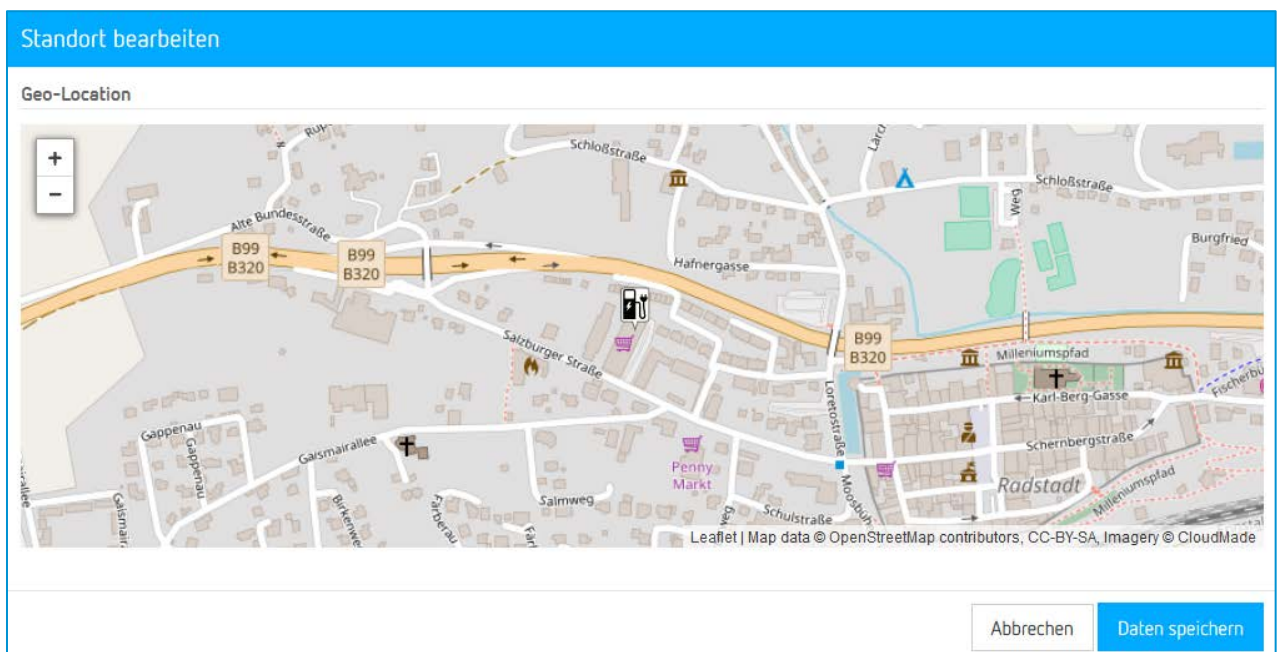 Standort bearbeiten
Geo-Location
+
−
Schloßstraße
Schloßstraße
Weg
Alte Bundesstraße
B99
B320
B99
B320
Hafnergasse
Burgfried
Salzburger Straße
B99
B320
Milleniumspfad
Karl-Berg-Gasse
Loretostraße
Gappenau
Gappenau
Gaismairallee
Schernbergstraße
Penny
Markt
Radstadt
Milleniumspfad
Salmweg
Schulstraße
Färberau
Leaflet | Map data © OpenStreetMap contributors, CC-BY-SA, Imagery © CloudMade
Abbrechen
Daten speichern